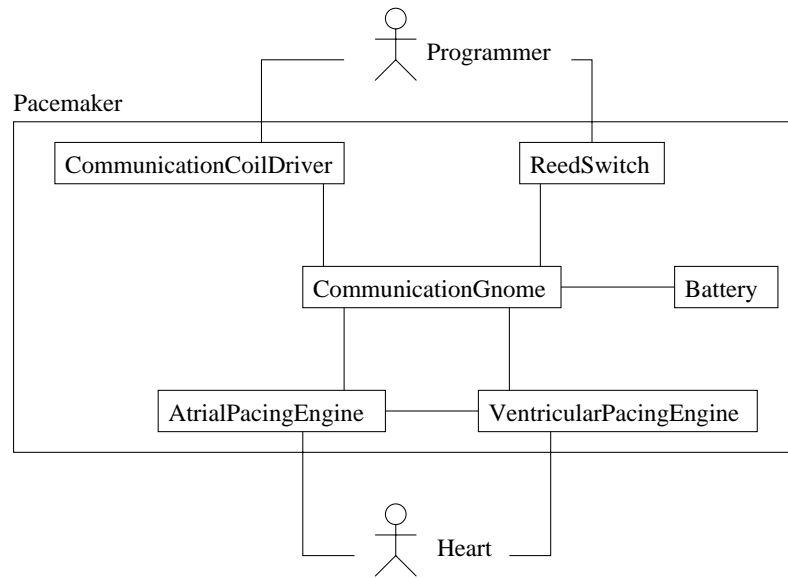 Programmer
Pacemaker
CommunicationCoilDriver
ReedSwitch
CommunicationGnome
Battery
AtrialPacingEngine
VentricularPacingEngine
Heart